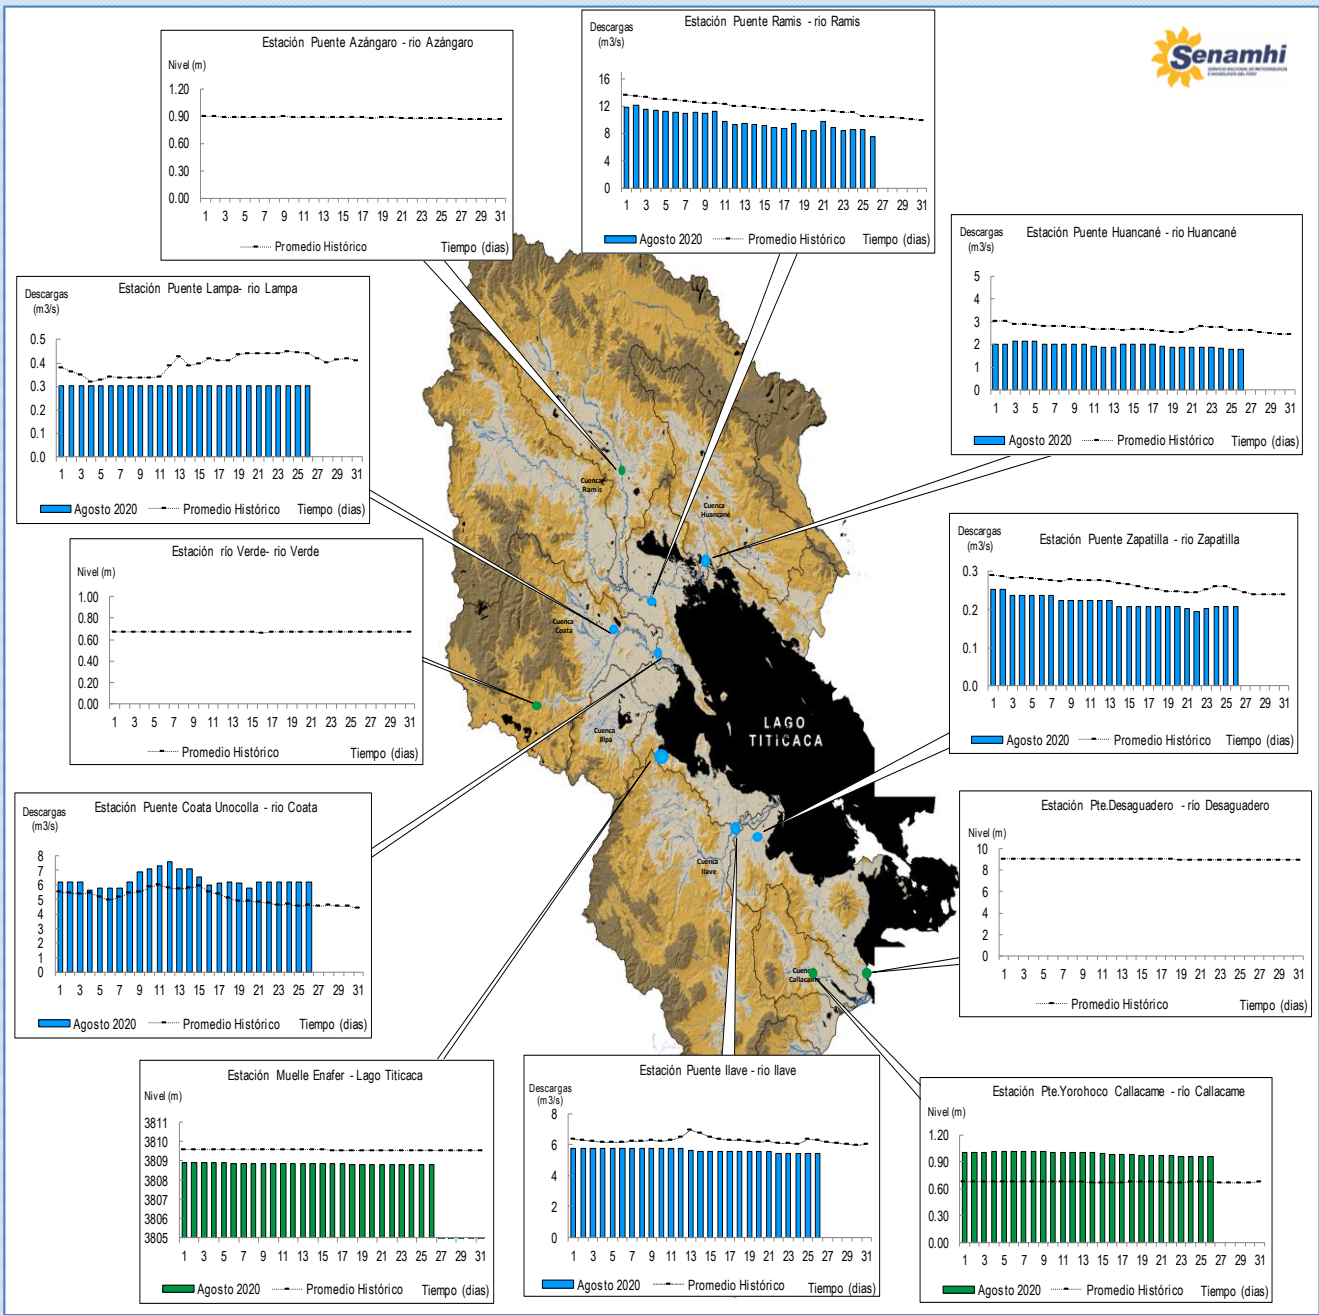 Senamhi
SERVICIO NACIONAL DE METEOROLOGÍA
E HIDROLOGÍA DEL PERÚ
Estación Puente Azángaro - rio Azángaro
Nivel (m)
1.20
0.90
0.60
0.30
0.00
1 3 5 7 9 11 13 15 17 19 21 23 25 27 29 31
Promedio Histórico Tiempo (dias)
Estación Puente Ramis - rio Ramis
Descargas
(m3/s)
16
12
8
4
0
1 3 5 7 9 11 13 15 17 19 21 23 25 27 29 31
Agosto 2020 Promedio Histórico Tiempo (dias)
Estación Puente Huancané - rio Huancané
Descargas
(m3/s)
5
4
3
2
1
0
1 3 5 7 9 11 13 15 17 19 21 23 25 27 29 31
Agosto 2020 Promedio Histórico Tiempo (dias)
Estación Puente Lampa- rio Lampa
Descargas
(m3/s)
0.5
0.4
0.3
0.2
0.1
0.0
1 3 5 7 9 11 13 15 17 19 21 23 25 27 29 31
Agosto 2020 Promedio Histórico Tiempo (dias)
Estación Puente Zapatilla - rio Zapatilla
Descargas
(m3/s)
0.3
0.2
0.1
0.0
1 3 5 7 9 11 13 15 17 19 21 23 25 27 29 31
Agosto 2020 Promedio Histórico Tiempo (dias)
Estación río Verde- rio Verde
Nivel (m)
1.00
0.80
0.60
0.40
0.20
0.00
1 3 5 7 9 11 13 15 17 19 21 23 25 27 29 31
Promedio Histórico Tiempo (dias)
Cuenca
Ramis
Cuenca
Huancané
Cuenca
Coata
Cuenca
Illpa
LAGO
TITICACA
Cuenca
Ilave
Cuenca
Callacame
Estación Puente Coata Unocolla - rio Coata
Descargas
(m3/s)
8
7
6
5
4
3
2
1
0
1 3 5 7 9 11 13 15 17 19 21 23 25 27 29 31
Agosto 2020 Promedio Histórico Tiempo (dias)
Estación Pte.Desaguadero - río Desaguadero
Nivel (m)
10
8
6
4
2
0
1 3 5 7 9 11 13 15 17 19 21 23 25 27 29 31
Promedio Histórico Tiempo (dias)
Estación Muelle Enafer - Lago Titicaca
Nivel (m)
3811
3810
3809
3808
3807
3806
3805
1 3 5 7 9 11 13 15 17 19 21 23 25 27 29 31
Agosto 2020 Promedio Histórico Tiempo (dias)
Estación Puente Ilave - rio Ilave
Descargas
(m3/s)
8
6
4
2
0
1 3 5 7 9 11 13 15 17 19 21 23 25 27 29 31
Agosto 2020 Promedio Histórico Tiempo (dias)
Estación Pte.Yorohoco Callacame - río Callacame
Nivel (m)
1.20
0.90
0.60
0.30
0.00
1 3 5 7 9 11 13 15 17 19 21 23 25 27 29 31
Agosto 2020 Promedio Histórico Tiempo (dias)